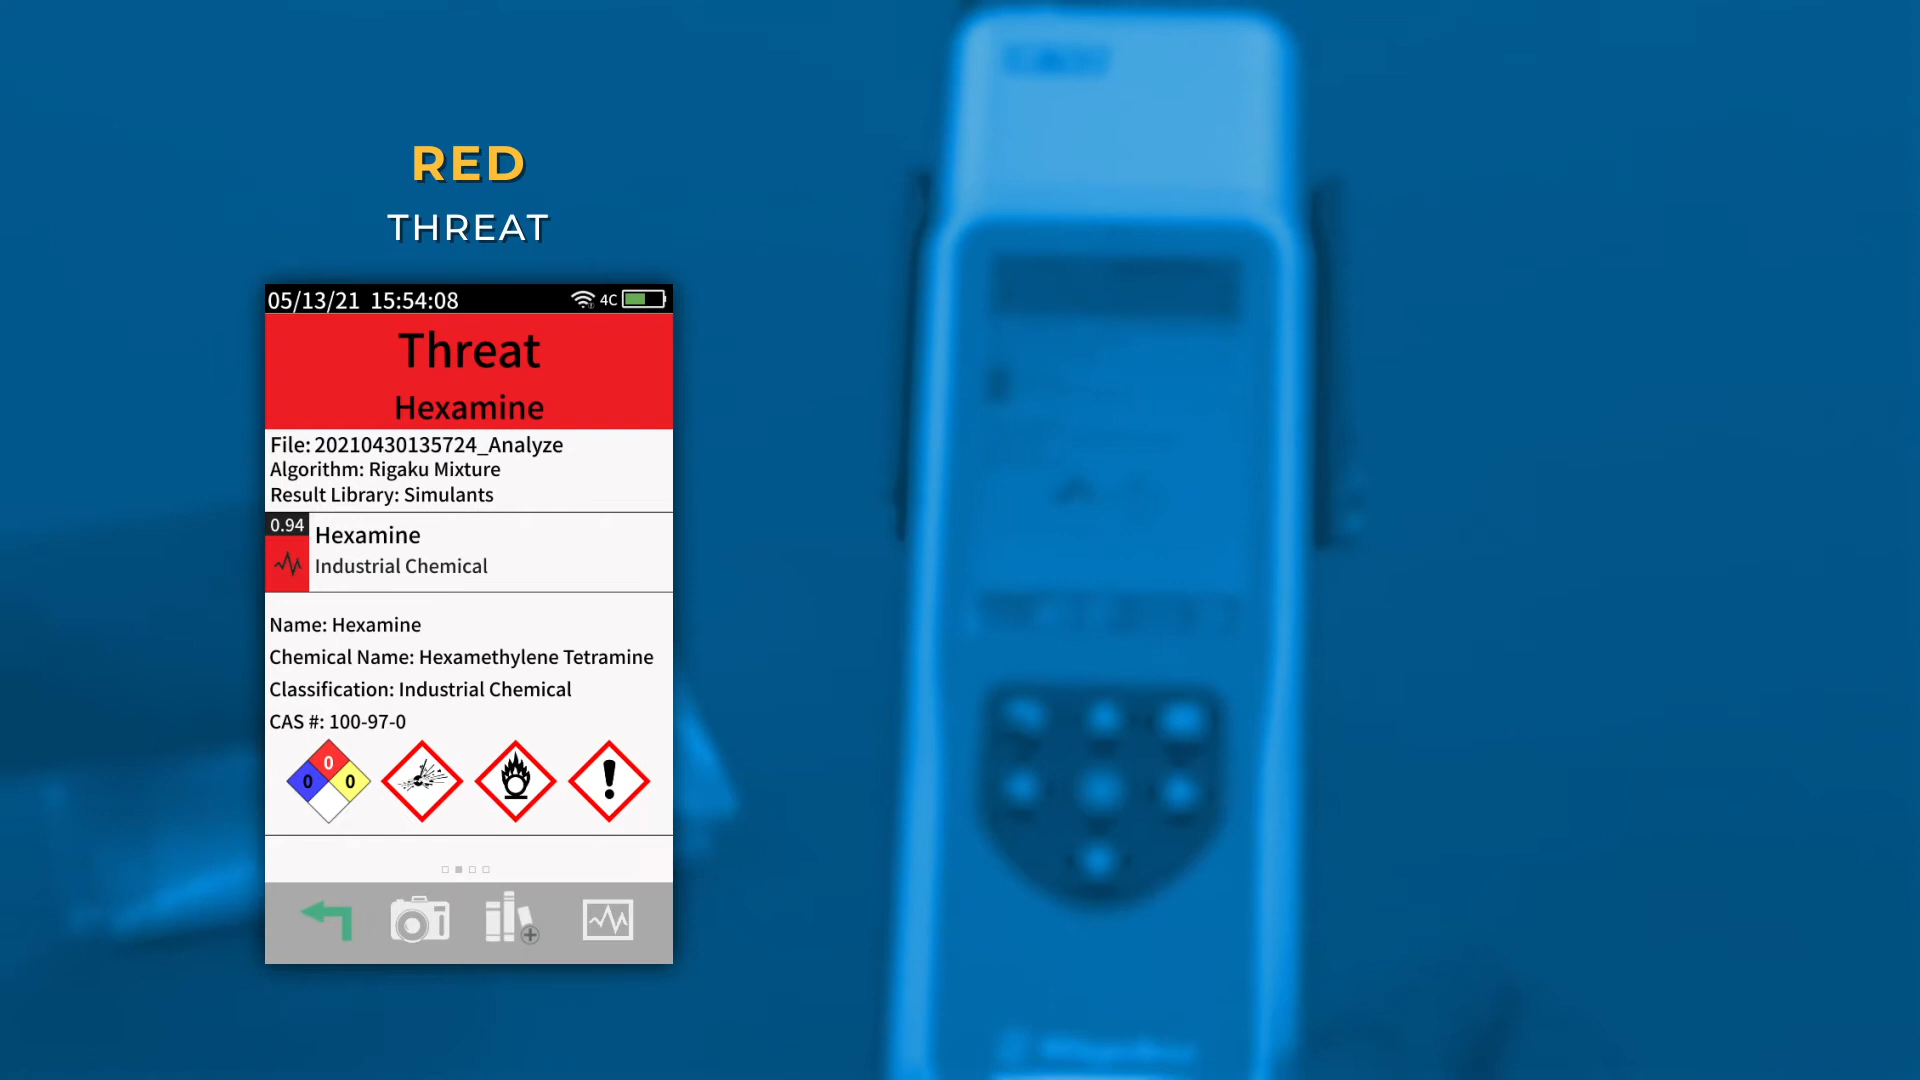 RED
THREAT
05/13/21 15:54:08 4C
Threat
Hexamine
File: 20210430135724_Analyze
Algorithm: Rigaku Mixture
Result Library: Simulants
0.94
Hexamine
Industrial Chemical
Name: Hexamine
Chemical Name: Hexamethylene Tetramine
Classification: Industrial Chemical
CAS #: 100-97-0
0
0 0